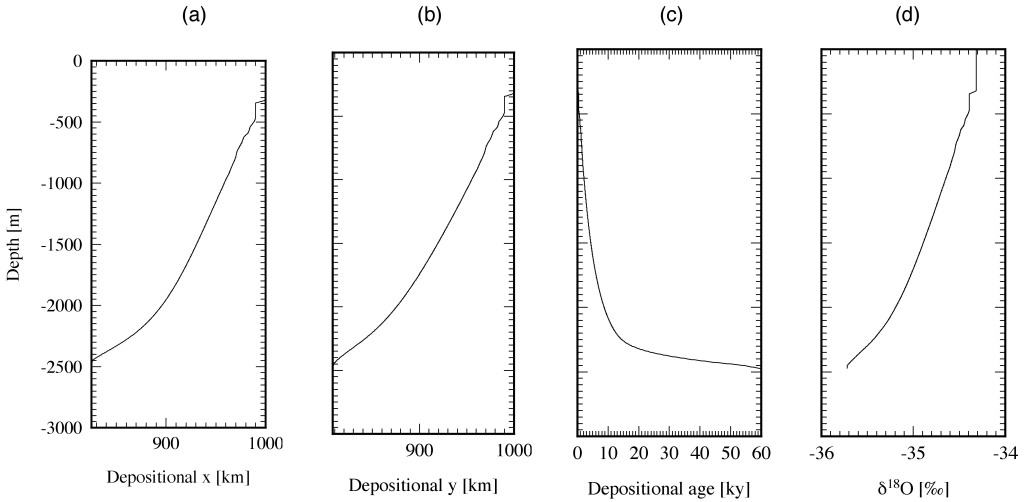 (a) (b) (c) (d)
0
-500
-1000
-1500
-2000
-2500
-3000
Depth [m]
900 1000
900 1000
0 10 20 30 40 50 60
-36 -35 -34
Depositional x [km]
Depositional y [km]
Depositional age [ky]
δ¹⁸O [‰]